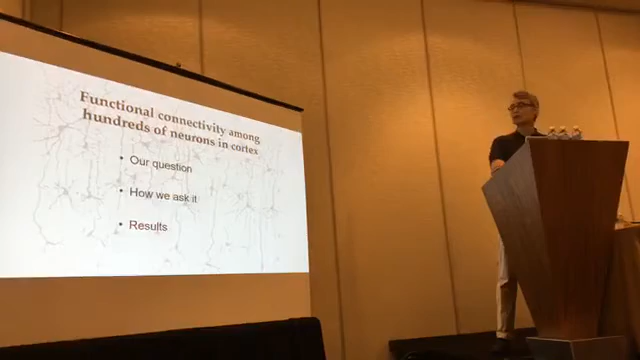 Functional connectivity among
hundreds of neurons in cortex
• Our question
• How we ask it
• Results